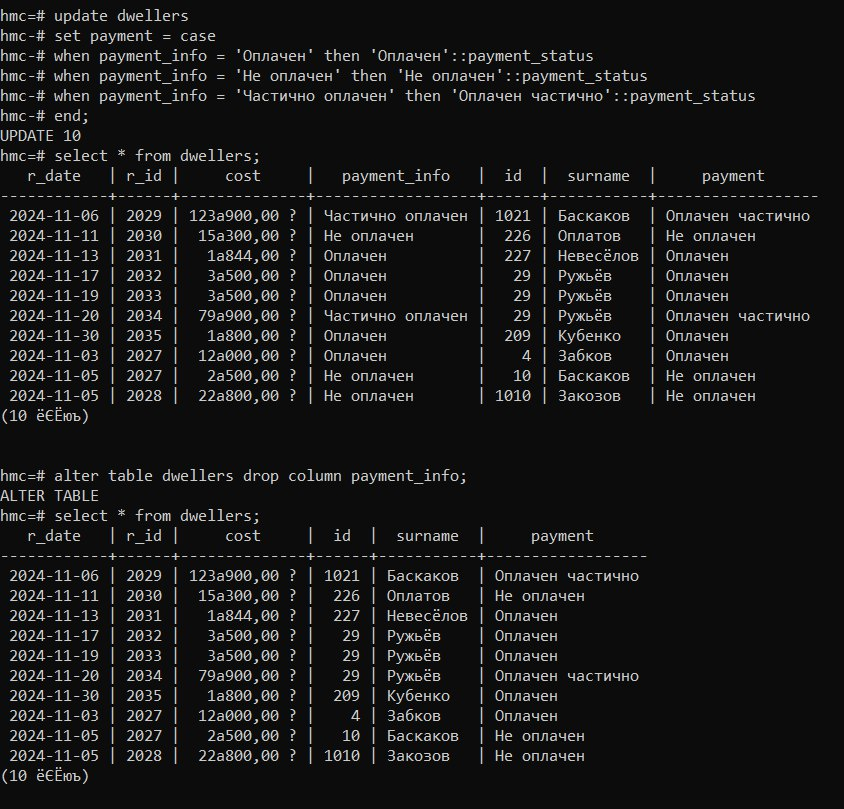 hmc=# update dwellers
hmc-# set payment = case
hmc-# when payment_info = 'Оплачен' then 'Оплачен'::payment_status
hmc-# when payment_info = 'Не оплачен' then 'Не оплачен'::payment_status
hmc-# when payment_info = 'Частично оплачен' then 'Оплачен частично'::payment_status
hmc-# end;
UPDATE 10
hmc=# select * from dwellers;
   r_date   | r_id |     cost     |   payment_info   |  id  |  surname  |     payment
------------+------+--------------+------------------+------+-----------+------------------
 2024-11-06 | 2029 | 123а900,00 ? | Частично оплачен | 1021 | Баскаков  | Оплачен частично
 2024-11-11 | 2030 |  15а300,00 ? | Не оплачен       |  226 | Оплатов   | Не оплачен
 2024-11-13 | 2031 |   1а844,00 ? | Оплачен          |  227 | Невесёлов | Оплачен
 2024-11-17 | 2032 |   3а500,00 ? | Оплачен          |   29 | Ружьёв    | Оплачен
 2024-11-19 | 2033 |   3а500,00 ? | Оплачен          |   29 | Ружьёв    | Оплачен
 2024-11-20 | 2034 |  79а900,00 ? | Частично оплачен |   29 | Ружьёв    | Оплачен частично
 2024-11-30 | 2035 |   1а800,00 ? | Оплачен          |  209 | Кубенко   | Оплачен
 2024-11-03 | 2027 |  12а000,00 ? | Оплачен          |    4 | Забков    | Оплачен
 2024-11-05 | 2027 |   2а500,00 ? | Не оплачен       |   10 | Баскаков  | Не оплачен
 2024-11-05 | 2028 |  22а800,00 ? | Не оплачен       | 1010 | Закозов   | Не оплачен
(10 ёЄЁюъ)
hmc=# alter table dwellers drop column payment_info;
ALTER TABLE
hmc=# select * from dwellers;
   r_date   | r_id |     cost     |  id  |  surname  |     payment
------------+------+--------------+------+-----------+------------------
 2024-11-06 | 2029 | 123а900,00 ? | 1021 | Баскаков  | Оплачен частично
 2024-11-11 | 2030 |  15а300,00 ? |  226 | Оплатов   | Не оплачен
 2024-11-13 | 2031 |   1а844,00 ? |  227 | Невесёлов | Оплачен
 2024-11-17 | 2032 |   3а500,00 ? |   29 | Ружьёв    | Оплачен
 2024-11-19 | 2033 |   3а500,00 ? |   29 | Ружьёв    | Оплачен
 2024-11-20 | 2034 |  79а900,00 ? |   29 | Ружьёв    | Оплачен частично
 2024-11-30 | 2035 |   1а800,00 ? |  209 | Кубенко   | Оплачен
 2024-11-03 | 2027 |  12а000,00 ? |    4 | Забков    | Оплачен
 2024-11-05 | 2027 |   2а500,00 ? |   10 | Баскаков  | Не оплачен
 2024-11-05 | 2028 |  22а800,00 ? | 1010 | Закозов   | Не оплачен
(10 ёЄЁюъ)